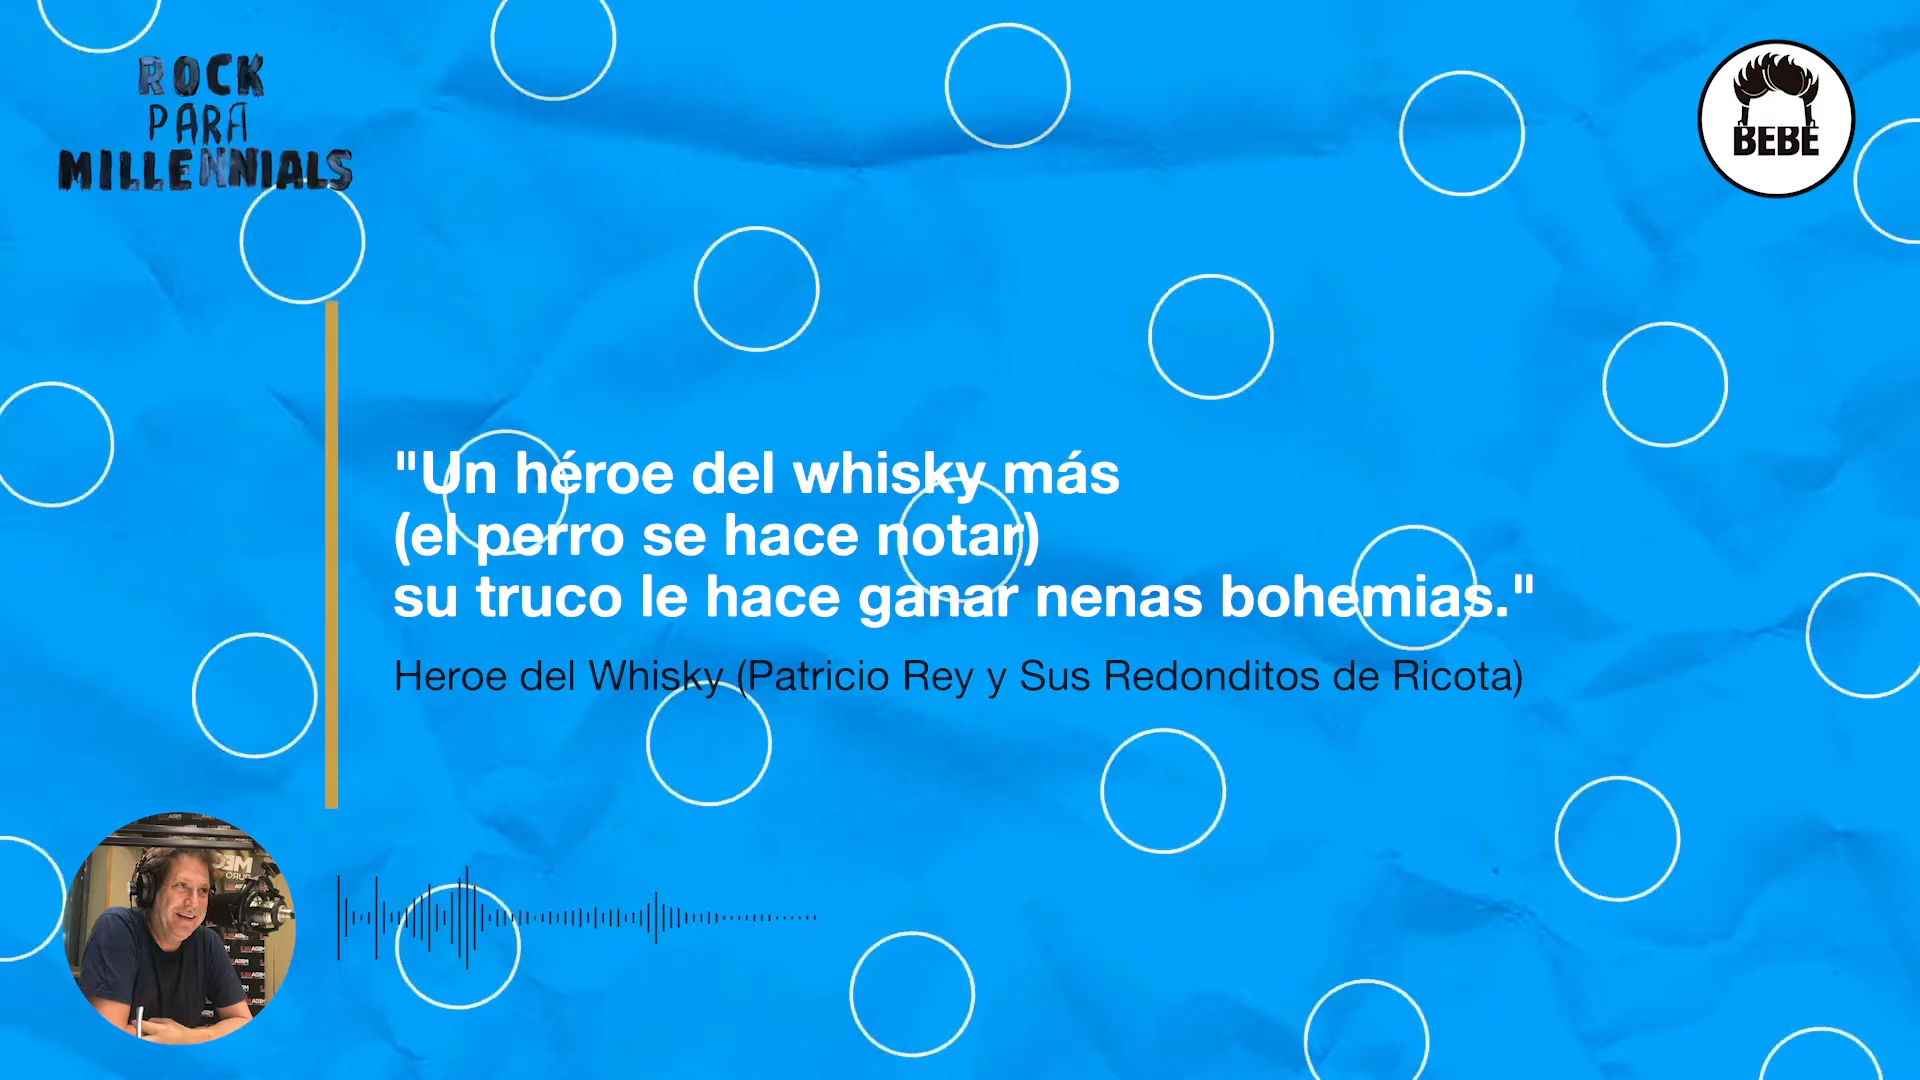 ROCK
PARA
MILLENNIALS
BEBE
"Un héroe del whisky más
(el perro se hace notar)
su truco le hace ganar nenas bohemias."
Heroe del Whisky (Patricio Rey y Sus Redonditos de Ricota)